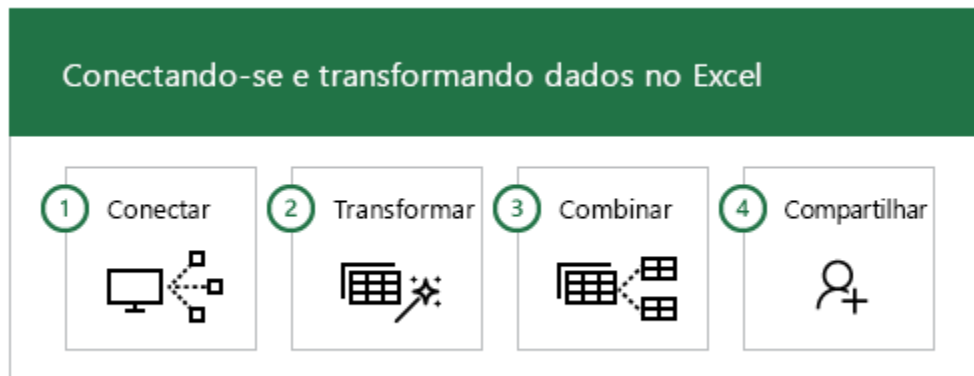 Conectando-se e transformando dados no Excel
1 Conectar
2 Transformar
3 Combinar
4 Compartilhar